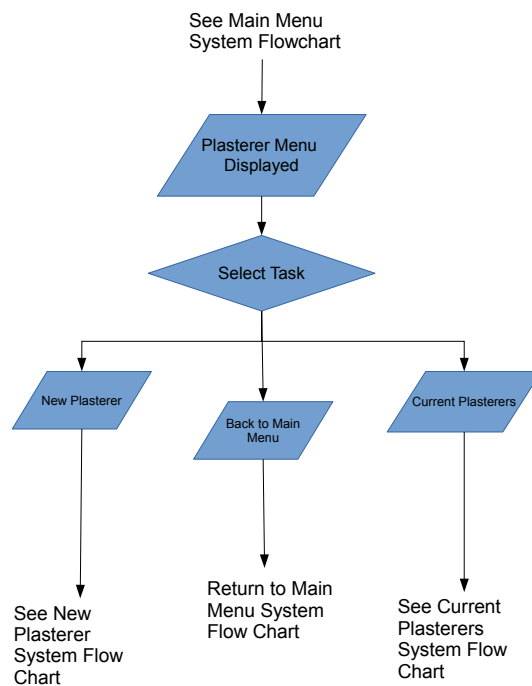 See Main Menu
System Flowchart
Plasterer Menu
Displayed
Select Task
New Plasterer
Back to Main
Menu
Current Plasterers
See New
Plasterer
System Flow
Chart
Return to Main
Menu System
Flow Chart
See Current
Plasterers
System Flow
Chart